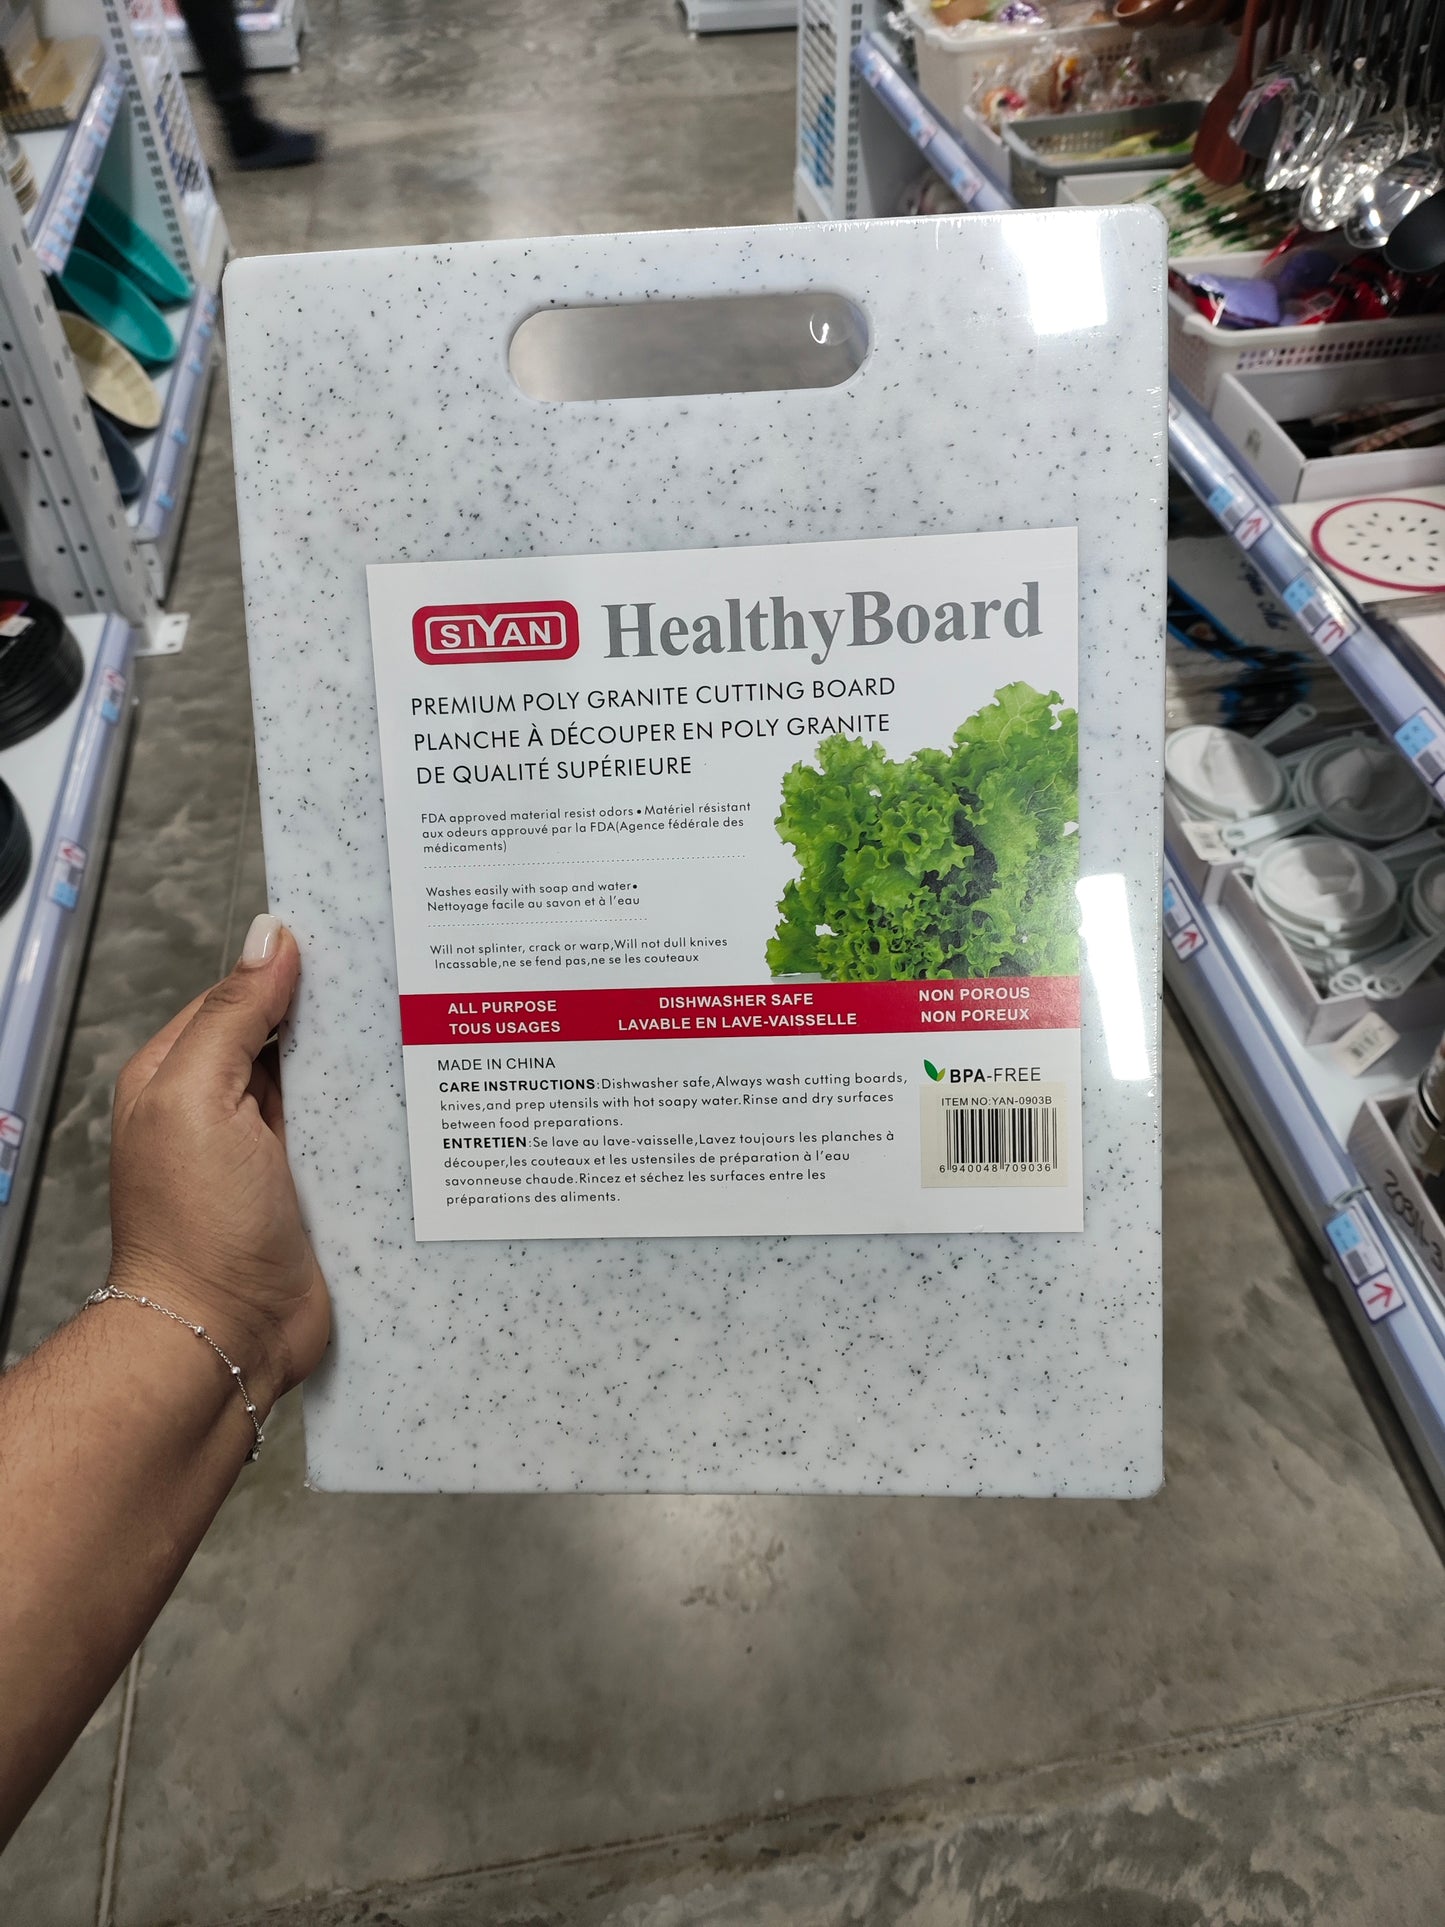 SIYAN
HealthyBoard
PREMIUM POLY GRANITE CUTTING BOARD
PLANCHE À DÉCOUPER EN POLY GRANITE
DE QUALITÉ SUPÉRIEURE
FDA approved material resist odors • Matériel résistant
aux odeurs approuvé par la FDA(Agence fédérale des
médicaments)
Washes easily with soap and water•
Nettoyage facile au savon et à l'eau
Will not splinter, crack or warp,Will not dull knives
Incassable,ne se fend pas,ne se les couteaux
ALL PURPOSE
TOUS USAGES
DISHWASHER SAFE
LAVABLE EN LAVE-VAISSELLE
NON POROUS
NON POREUX
MADE IN CHINA
CARE INSTRUCTIONS:Dishwasher safe,Always wash cutting boards,
knives,and prep utensils with hot soapy water.Rinse and dry surfaces
between food preparations.
ENTRETIEN:Se lave au lave-vaisselle,Lavez toujours les planches à
découper,les couteaux et les ustensiles de préparation à l'eau
savonneuse chaude.Rincez et séchez les surfaces entre les
préparations des aliments.
BPA-FREE
ITEM NO:YAN-0903B
6 940048 709036